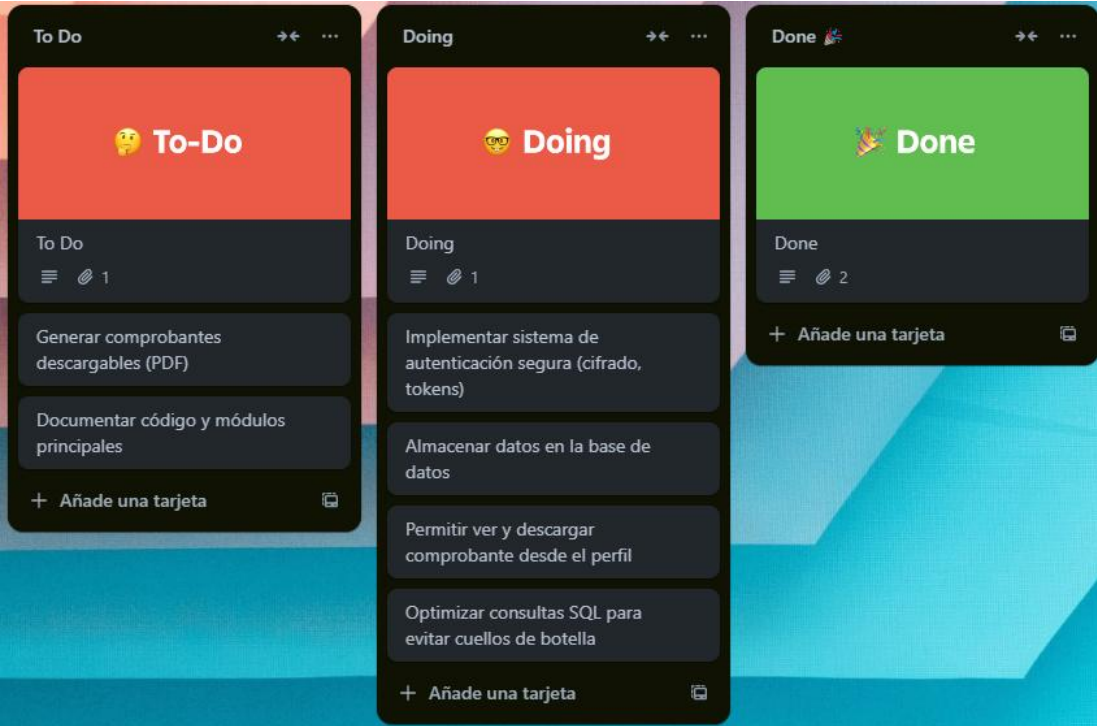 To Do
🤔 To-Do
To Do
1
Generar comprobantes
descargables (PDF)
Documentar código y módulos
principales
+ Añade una tarjeta
Doing
🤓 Doing
Doing
1
Implementar sistema de
autenticación segura (cifrado,
tokens)
Almacenar datos en la base de
datos
Permitir ver y descargar
comprobante desde el perfil
Optimizar consultas SQL para
evitar cuellos de botella
+ Añade una tarjeta
Done 🎉
🎉 Done
Done
2
+ Añade una tarjeta